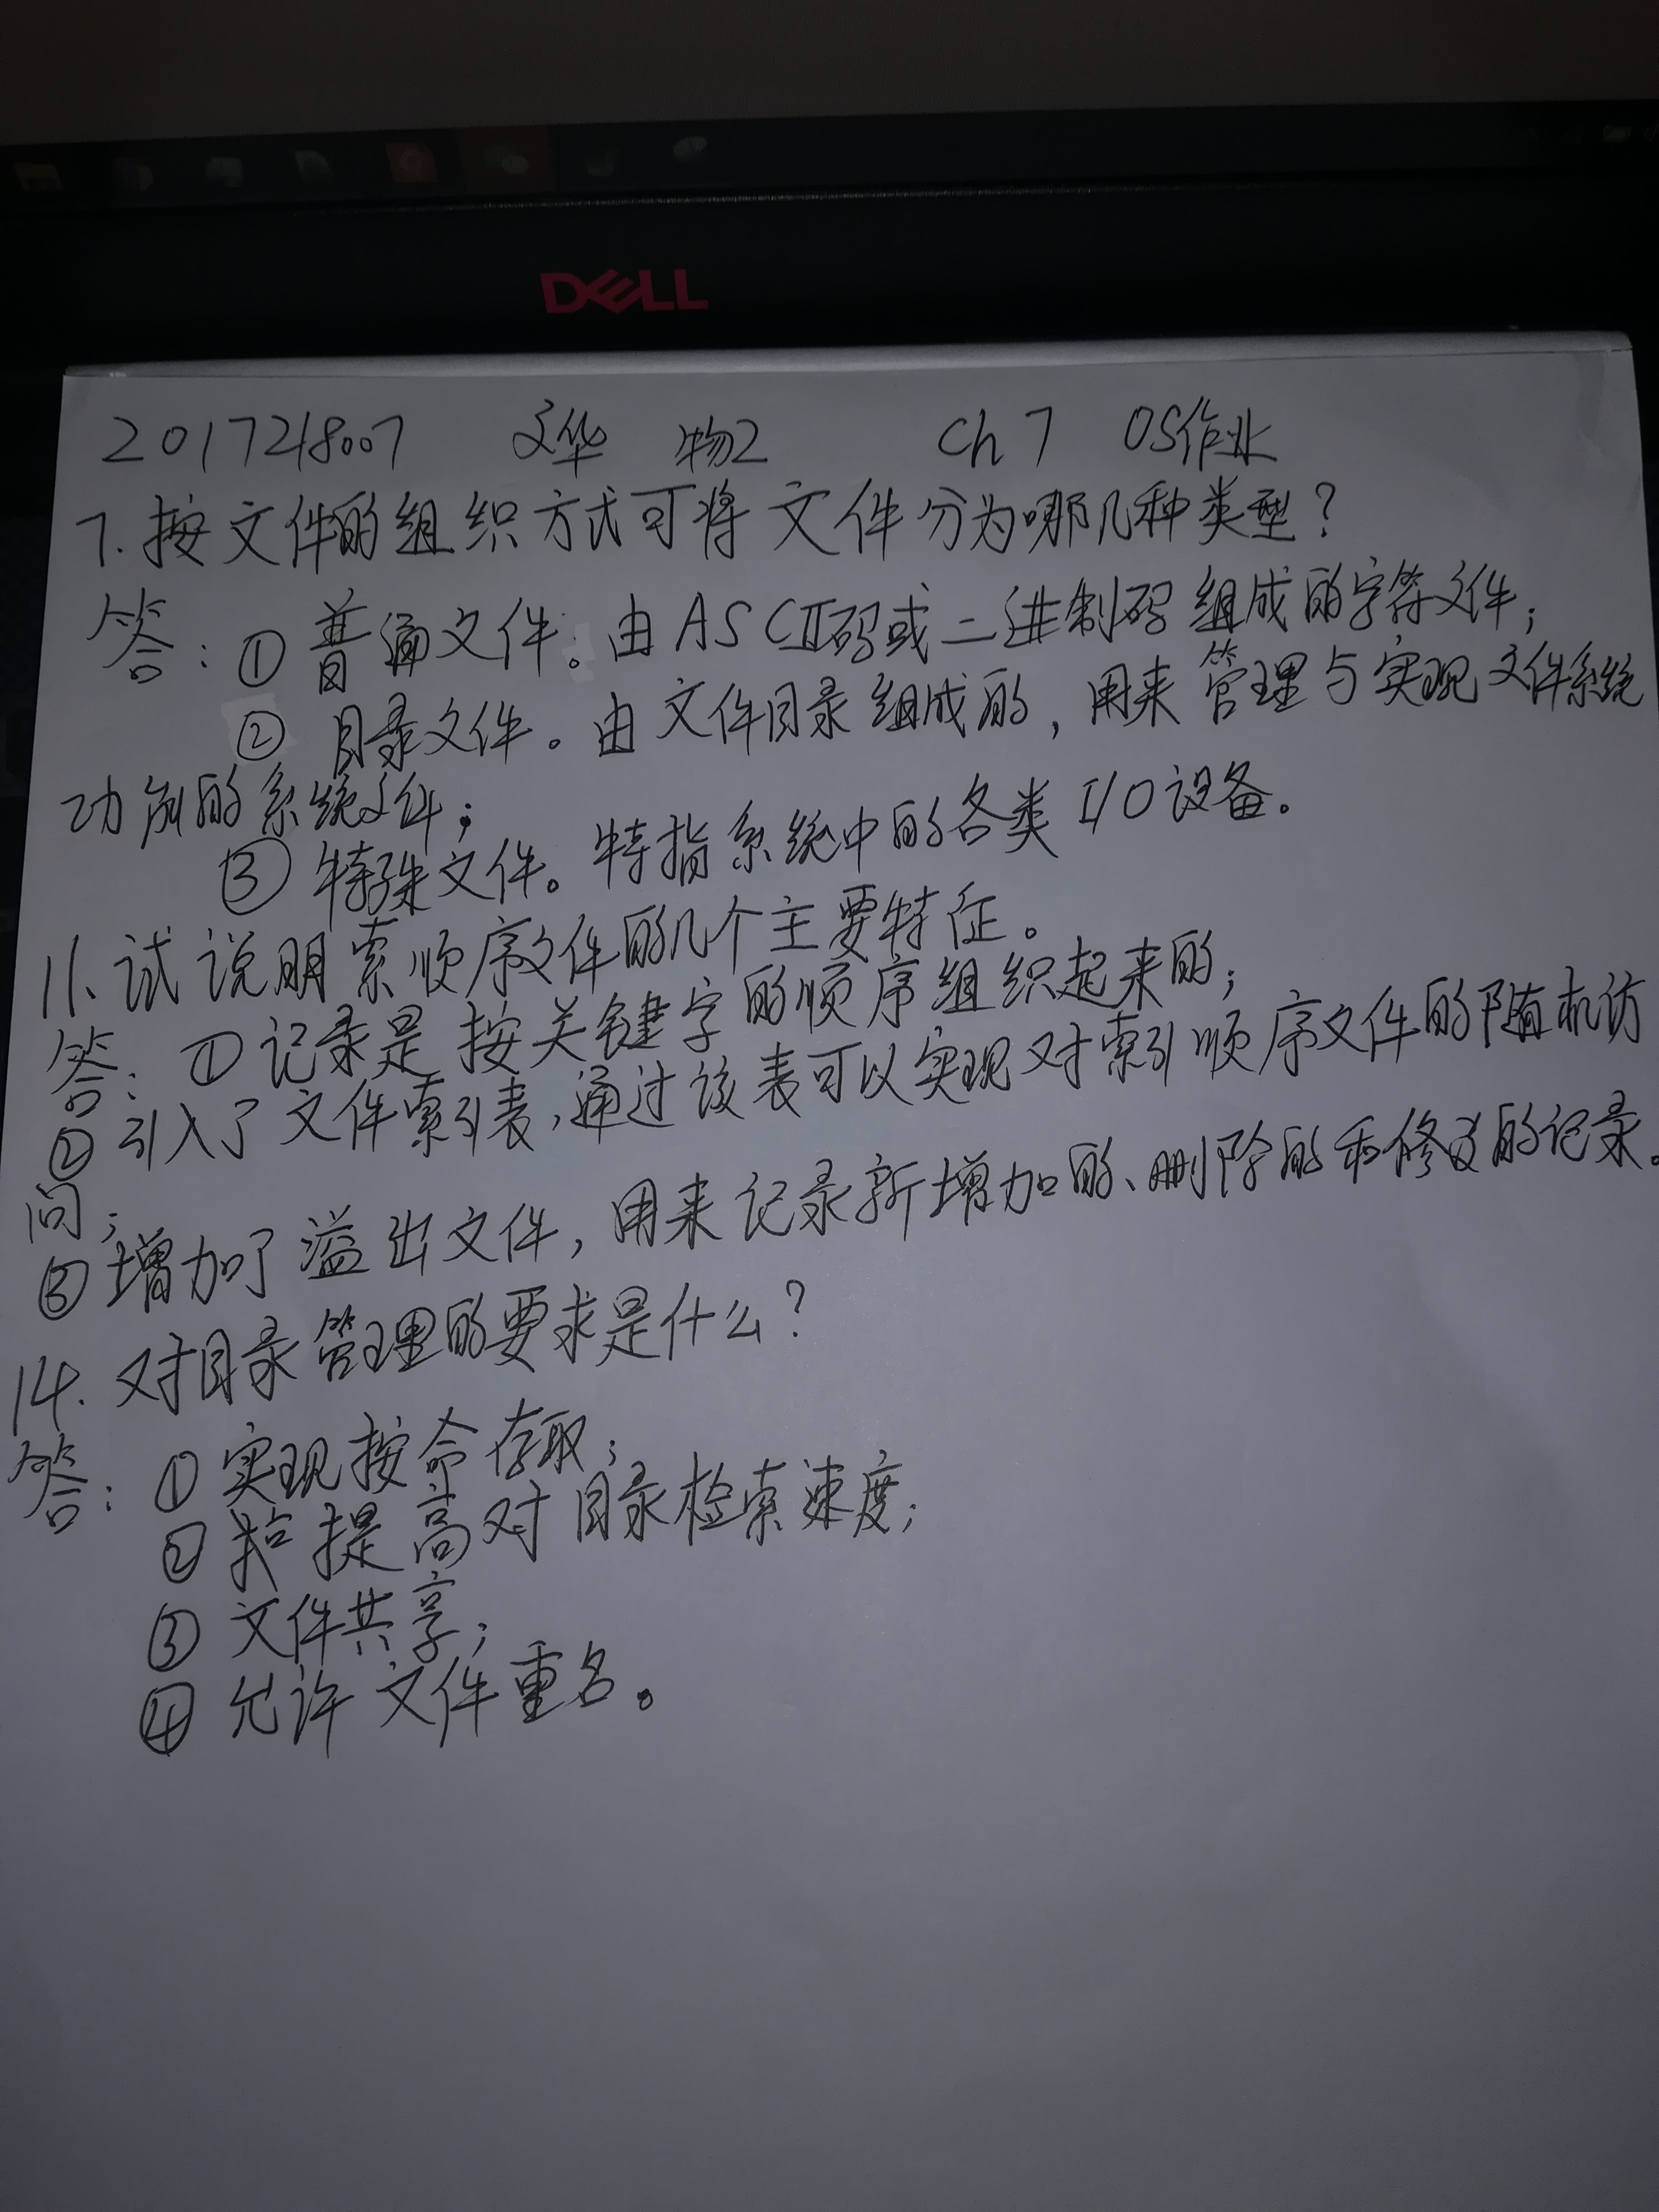 DELL
2017218007 文华 物2 Ch7 OS作业
7. 按文件的组织方式可将文件分为哪几种类型？
答：① 普通文件。由ASCII码或二进制码组成的字符文件；
② 目录文件。由文件目录组成的，用来管理与实现文件系统
功能的系统文件；
③ 特殊文件。特指系统中的各类I/O设备。
11、试说明索顺序文件的几个主要特征。
答：①记录是按关键字的顺序组织起来的；
②引入了文件索引表，通过该表可以实现对索引顺序文件的随机访
问；
③增加了溢出文件，用来记录新增加的、删除的和修改的记录。
14. 对目录管理的要求是什么？
答：①实现按命存取；
② 提高对目录检索速度；
③ 文件共享；
④ 允许文件重名。